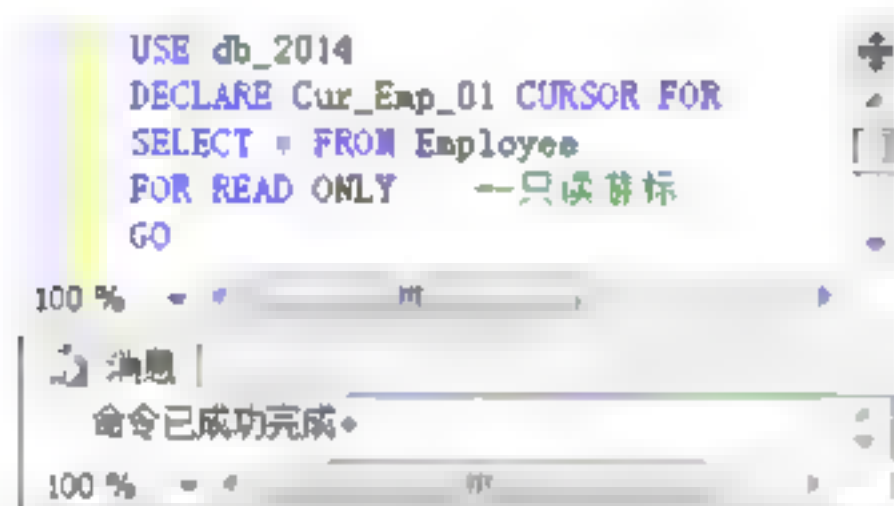 USE db_2014
DECLARE Cur_Emp_01 CURSOR FOR
SELECT * FROM Employee
FOR READ ONLY --只读游标
GO
100 %
消息
命令已成功完成。
100 %